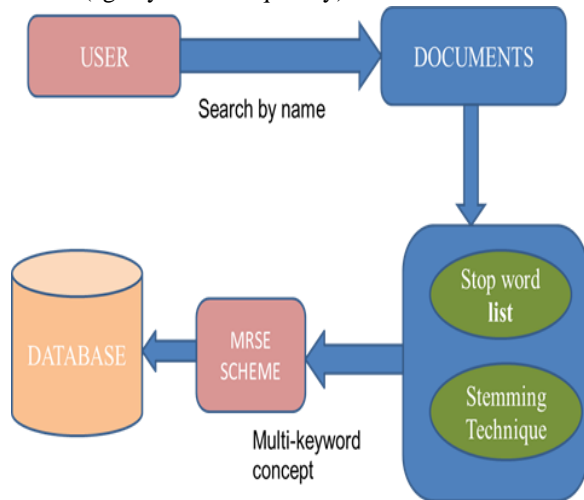 USER
DOCUMENTS
Search by name
Stop word
list
Stemming
Technique
MRSE
SCHEME
DATABASE
Multi-keyword
concept